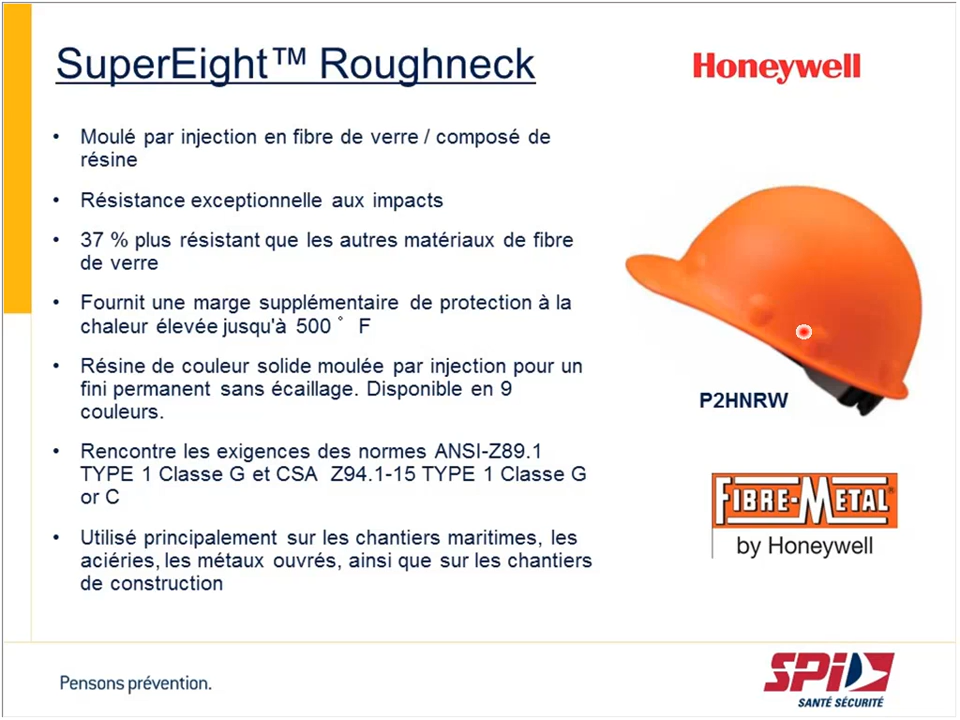 SuperEight™ Roughneck
Honeywell
• Moulé par injection en fibre de verre / composé de
résine
• Résistance exceptionnelle aux impacts
• 37 % plus résistant que les autres matériaux de fibre
de verre
• Fournit une marge supplémentaire de protection à la
chaleur élevée jusqu'à 500 ° F
• Résine de couleur solide moulée par injection pour un
fini permanent sans écaillage. Disponible en 9
couleurs.
• Rencontre les exigences des normes ANSI-Z89.1
TYPE 1 Classe G et CSA Z94.1-15 TYPE 1 Classe G
or C
• Utilisé principalement sur les chantiers maritimes, les
aciéries, les métaux ouvrés, ainsi que sur les chantiers
de construction
P2HNRW
FIBRE-METAL®
by Honeywell
Pensons prévention.
SPI
SANTÉ SÉCURITÉ